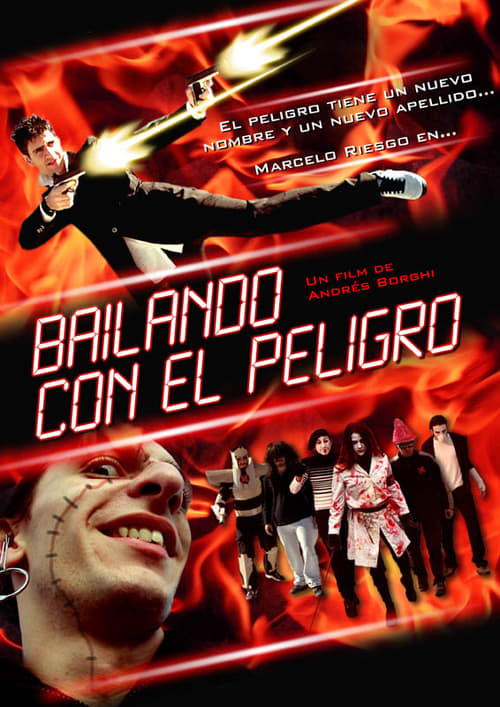 El peligro tiene un nuevo
nombre y un nuevo apellido...
Marcelo Riesgo en...
Un film de
Andrés Borghi
BAILANDO
CON EL PELIGRO